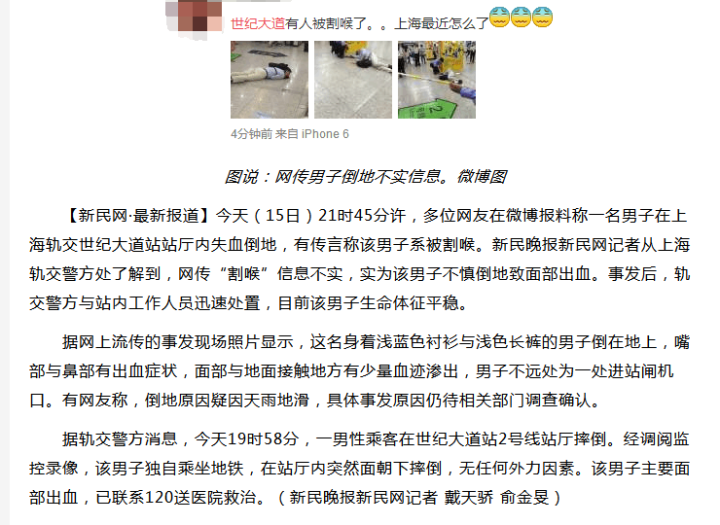 世纪大道有人被割喉了。。上海最近怎么了
4分钟前 来自 iPhone 6
图说：网传男子倒地不实信息。微博图
【新民网·最新报道】今天（15日）21时45分许，多位网友在微博报料称一名男子在上
海轨交世纪大道站站厅内失血倒地，有传言称该男子系被割喉。新民晚报新民网记者从上海
轨交警方处了解到，网传“割喉”信息不实，实为该男子不慎倒地致面部出血。事发后，轨
交警方与站内工作人员迅速处置，目前该男子生命体征平稳。
据网上流传的事发现场照片显示，这名身着浅蓝色衬衫与浅色长裤的男子倒在地上，嘴
部与鼻部有出血症状，面部与地面接触地方有少量血迹渗出，男子不远处为一处进站闸机
口。有网友称，倒地原因疑因天雨地滑，具体事发原因仍待相关部门调查确认。
据轨交警方消息，今天19时58分，一男性乘客在世纪大道站2号线站厅摔倒。经调阅监
控录像，该男子独自乘坐地铁，在站厅内突然面朝下摔倒，无任何外力因素。该男子主要面
部出血，已联系120送医院救治。（新民晚报新民网记者 戴天骄 俞金旻）